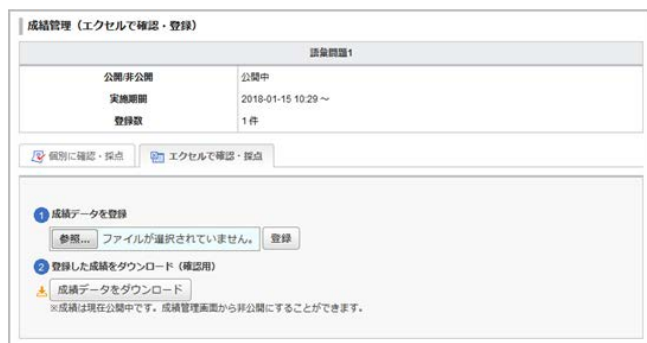 成績管理（エクセルで確認・登録）
語彙問題1
公開/非公開 公開中
実施期間 2018-01-15 10:29 ～
登録数 1 件
個別に確認・採点 エクセルで確認・採点
1 成績データを登録
参照... ファイルが選択されていません。 登録
2 登録した成績をダウンロード（確認用）
成績データをダウンロード
※成績は現在公開中です。成績管理画面から非公開にすることができます。